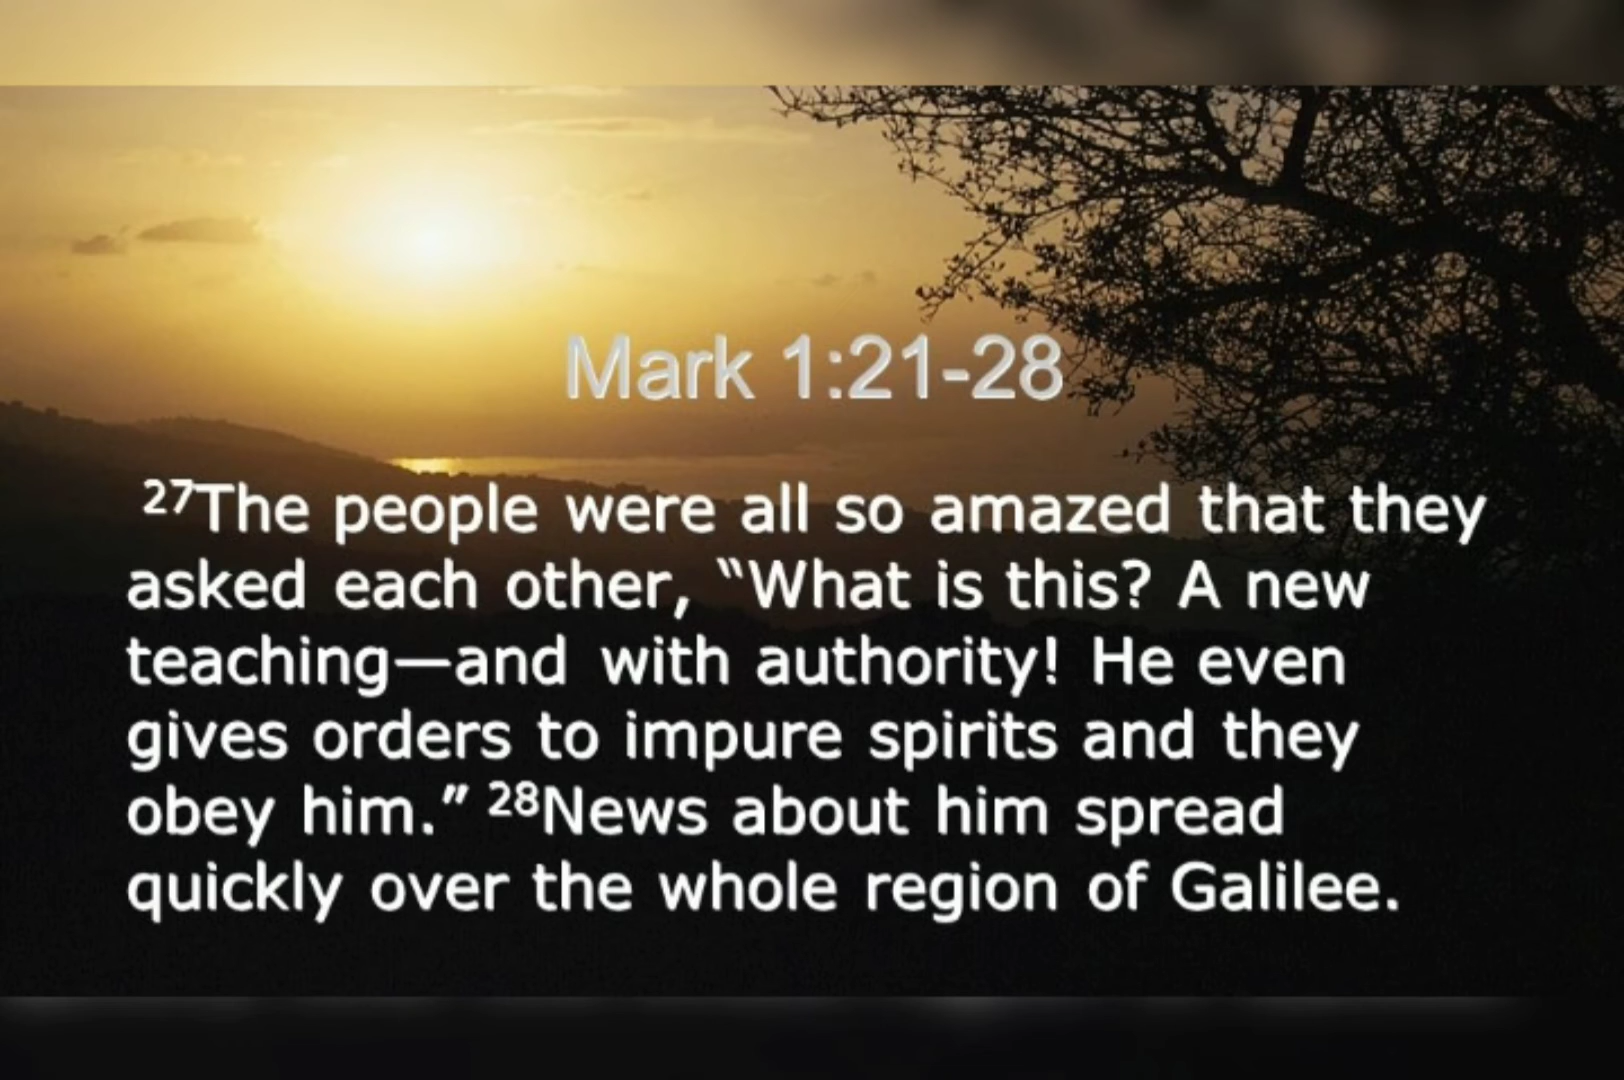 Mark 1:21-28
²⁷The people were all so amazed that they
asked each other, “What is this? A new
teaching—and with authority! He even
gives orders to impure spirits and they
obey him.” ²⁸News about him spread
quickly over the whole region of Galilee.